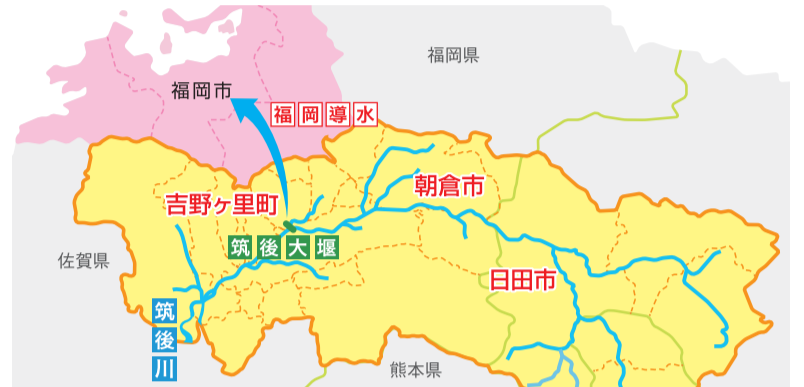 福岡県
福岡市
福岡導水
朝倉市
吉野ヶ里町
筑後大堰
佐賀県
日田市
筑後川
熊本県